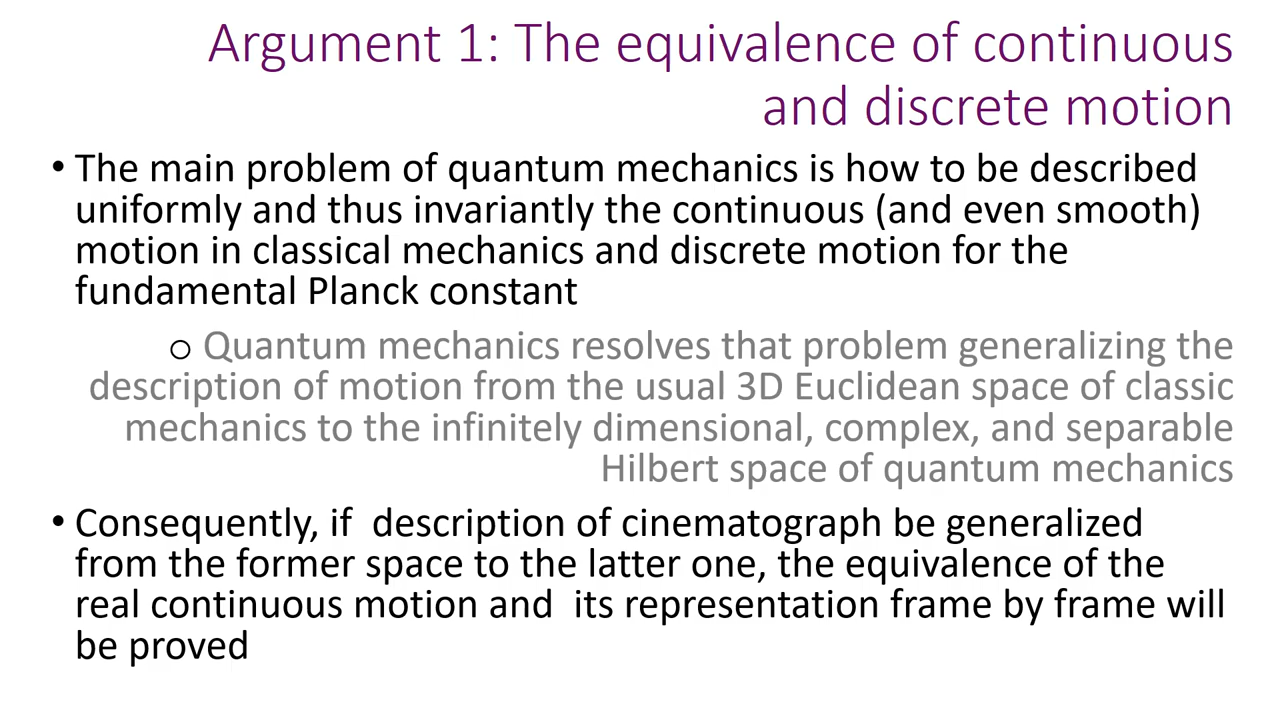 Argument 1: The equivalence of continuous
and discrete motion
• The main problem of quantum mechanics is how to be described
uniformly and thus invariantly the continuous (and even smooth)
motion in classical mechanics and discrete motion for the
fundamental Planck constant
o Quantum mechanics resolves that problem generalizing the
description of motion from the usual 3D Euclidean space of classic
mechanics to the infinitely dimensional, complex, and separable
Hilbert space of quantum mechanics
• Consequently, if  description of cinematograph be generalized
from the former space to the latter one, the equivalence of the
real continuous motion and  its representation frame by frame will
be proved